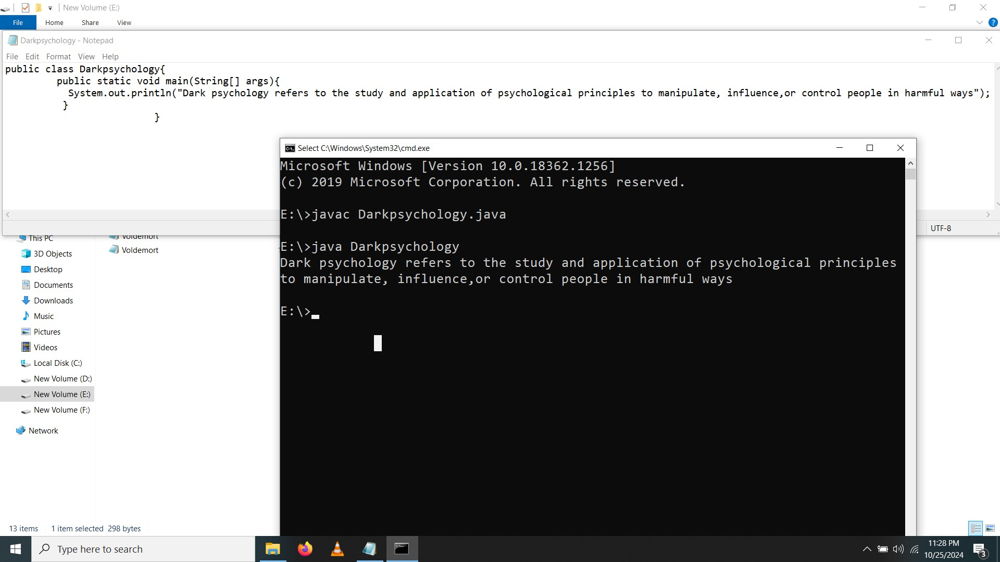 New Volume (E:)
File Home Share View
Darkpsychology - Notepad
File Edit Format View Help
public class Darkpsychology{
public static void main(String[] args){
System.out.println("Dark psychology refers to the study and application of psychological principles to manipulate, influence,or control people in harmful ways");
}
}
UTF-8
Select C:\Windows\System32\cmd.exe
Microsoft Windows [Version 10.0.18362.1256]
(c) 2019 Microsoft Corporation. All rights reserved.
E:\>javac Darkpsychology.java
E:\>java Darkpsychology
Dark psychology refers to the study and application of psychological principles
to manipulate, influence,or control people in harmful ways
E:\>
This PC
3D Objects
Desktop
Documents
Downloads
Music
Pictures
Videos
Local Disk (C:)
New Volume (D:)
New Volume (E:)
New Volume (F:)
Network
Voldemort
Voldemort
13 items 1 item selected 298 bytes
Type here to search
11:28 PM
10/25/2024
3